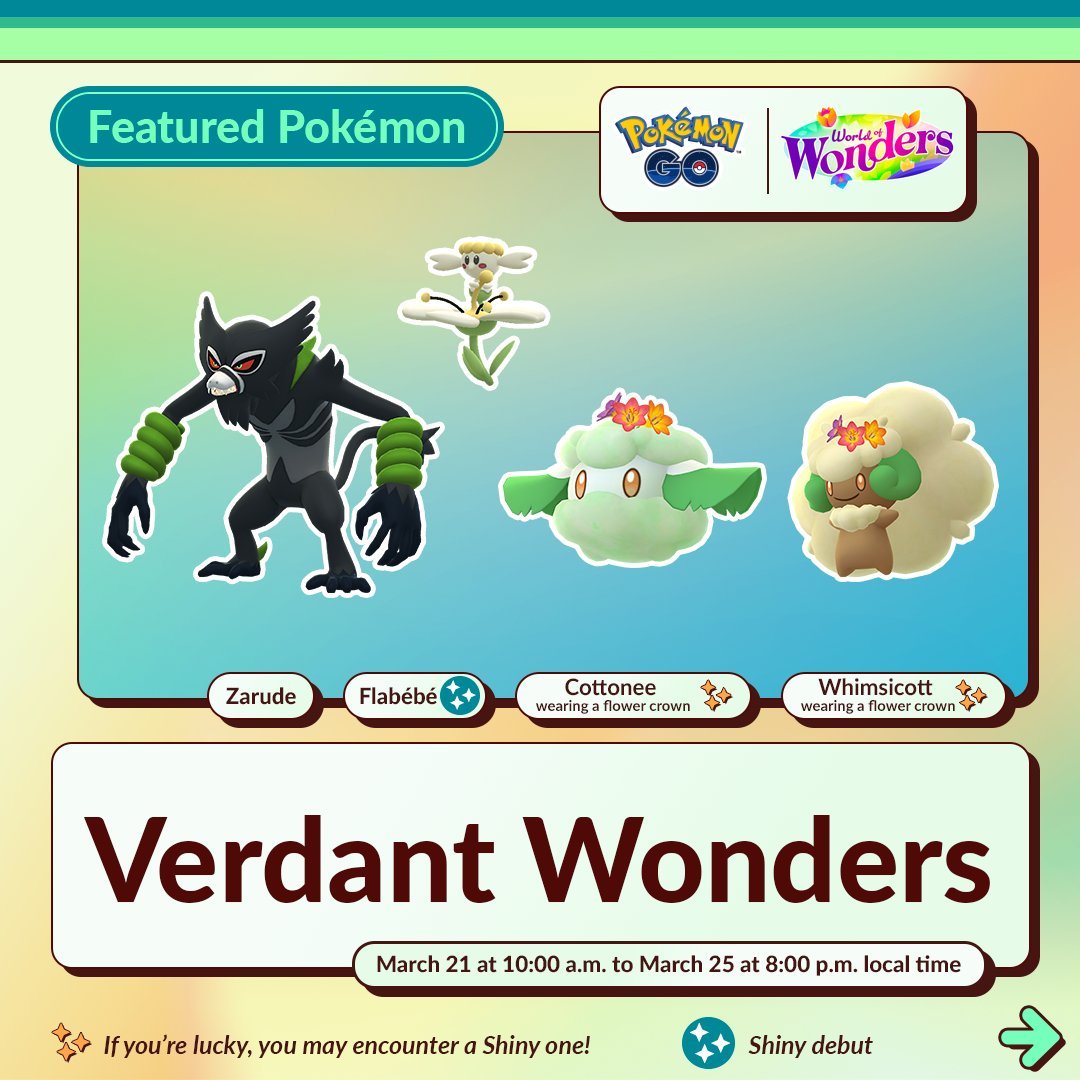 Featured Pokémon
POKéMON
GO
World of
Wonders
Zarude
Flabébé
Cottonee
wearing a flower crown
Whimsicott
wearing a flower crown
Verdant Wonders
March 21 at 10:00 a.m. to March 25 at 8:00 p.m. local time
If you’re lucky, you may encounter a Shiny one!
Shiny debut